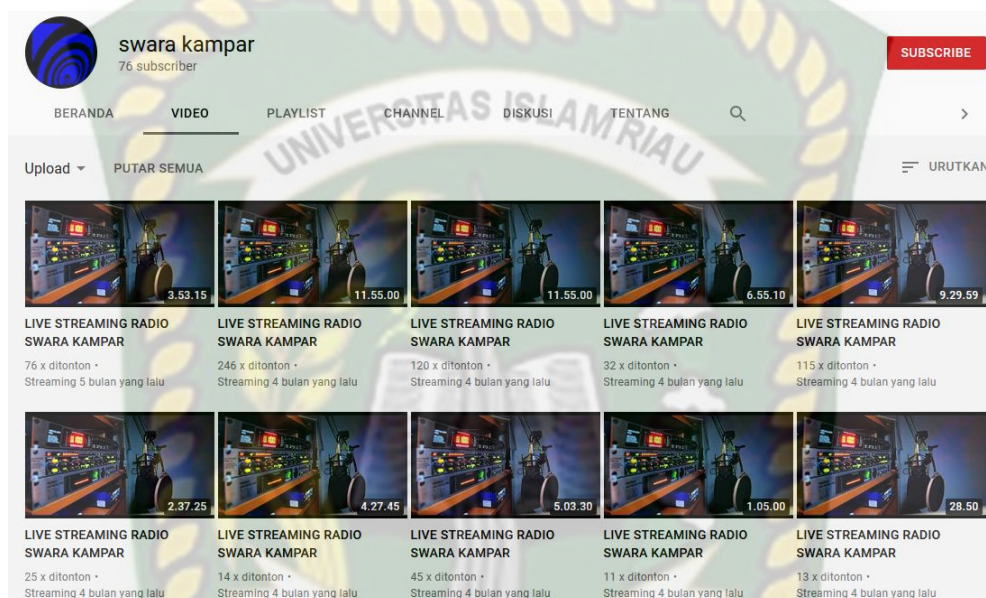 swara kampar
76 subscriber
SUBSCRIBE
BERANDA VIDEO PLAYLIST CHANNEL DISKUSI TENTANG
UNIVERSITAS ISLAM RIAU
Upload PUTAR SEMUA URUTKAN
3.53.15 11.55.00 11.55.00 6.55.10 9.29.59
LIVE STREAMING RADIO LIVE STREAMING RADIO LIVE STREAMING RADIO LIVE STREAMING RADIO LIVE STREAMING RADIO
SWARA KAMPAR SWARA KAMPAR SWARA KAMPAR SWARA KAMPAR SWARA KAMPAR
76 x ditonton • 246 x ditonton • 120 x ditonton • 32 x ditonton • 115 x ditonton •
Streaming 5 bulan yang lalu Streaming 4 bulan yang lalu Streaming 4 bulan yang lalu Streaming 4 bulan yang lalu Streaming 4 bulan yang lalu
2.37.25 4.27.45 5.03.30 1.05.00 28.50
LIVE STREAMING RADIO LIVE STREAMING RADIO LIVE STREAMING RADIO LIVE STREAMING RADIO LIVE STREAMING RADIO
SWARA KAMPAR SWARA KAMPAR SWARA KAMPAR SWARA KAMPAR SWARA KAMPAR
25 x ditonton • 14 x ditonton • 45 x ditonton • 11 x ditonton • 13 x ditonton •
Streaming 4 bulan yang lalu Streaming 4 bulan yang lalu Streaming 4 bulan yang lalu Streaming 4 bulan yang lalu Streaming 4 bulan yang lalu